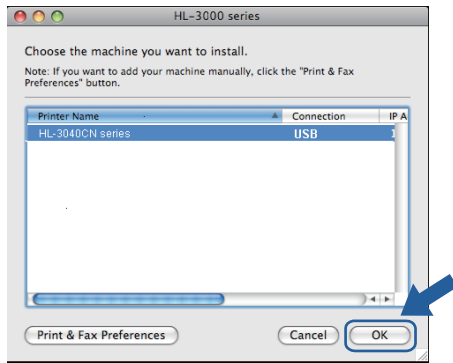 HL-3000 series
Choose the machine you want to install.
Note: If you want to add your machine manually, click the "Print & Fax
Preferences" button.
Printer Name Connection IP A
HL-3040CN series USB 1
Print & Fax Preferences Cancel OK